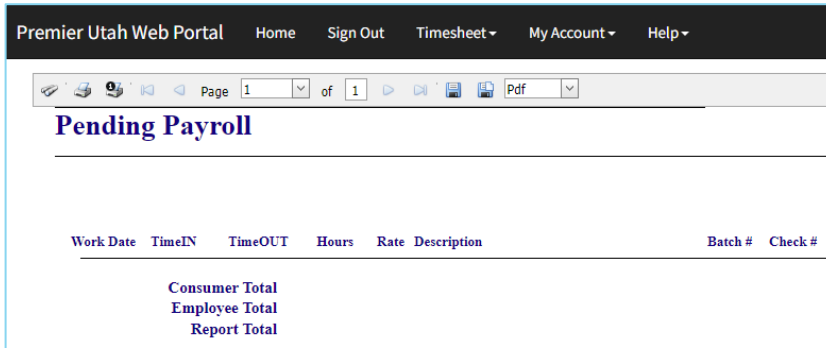 Premier Utah Web Portal Home Sign Out Timesheet My Account Help
Page 1 of 1 Pdf
Pending Payroll
Work Date TimeIN TimeOUT Hours Rate Description Batch # Check #
Consumer Total
Employee Total
Report Total